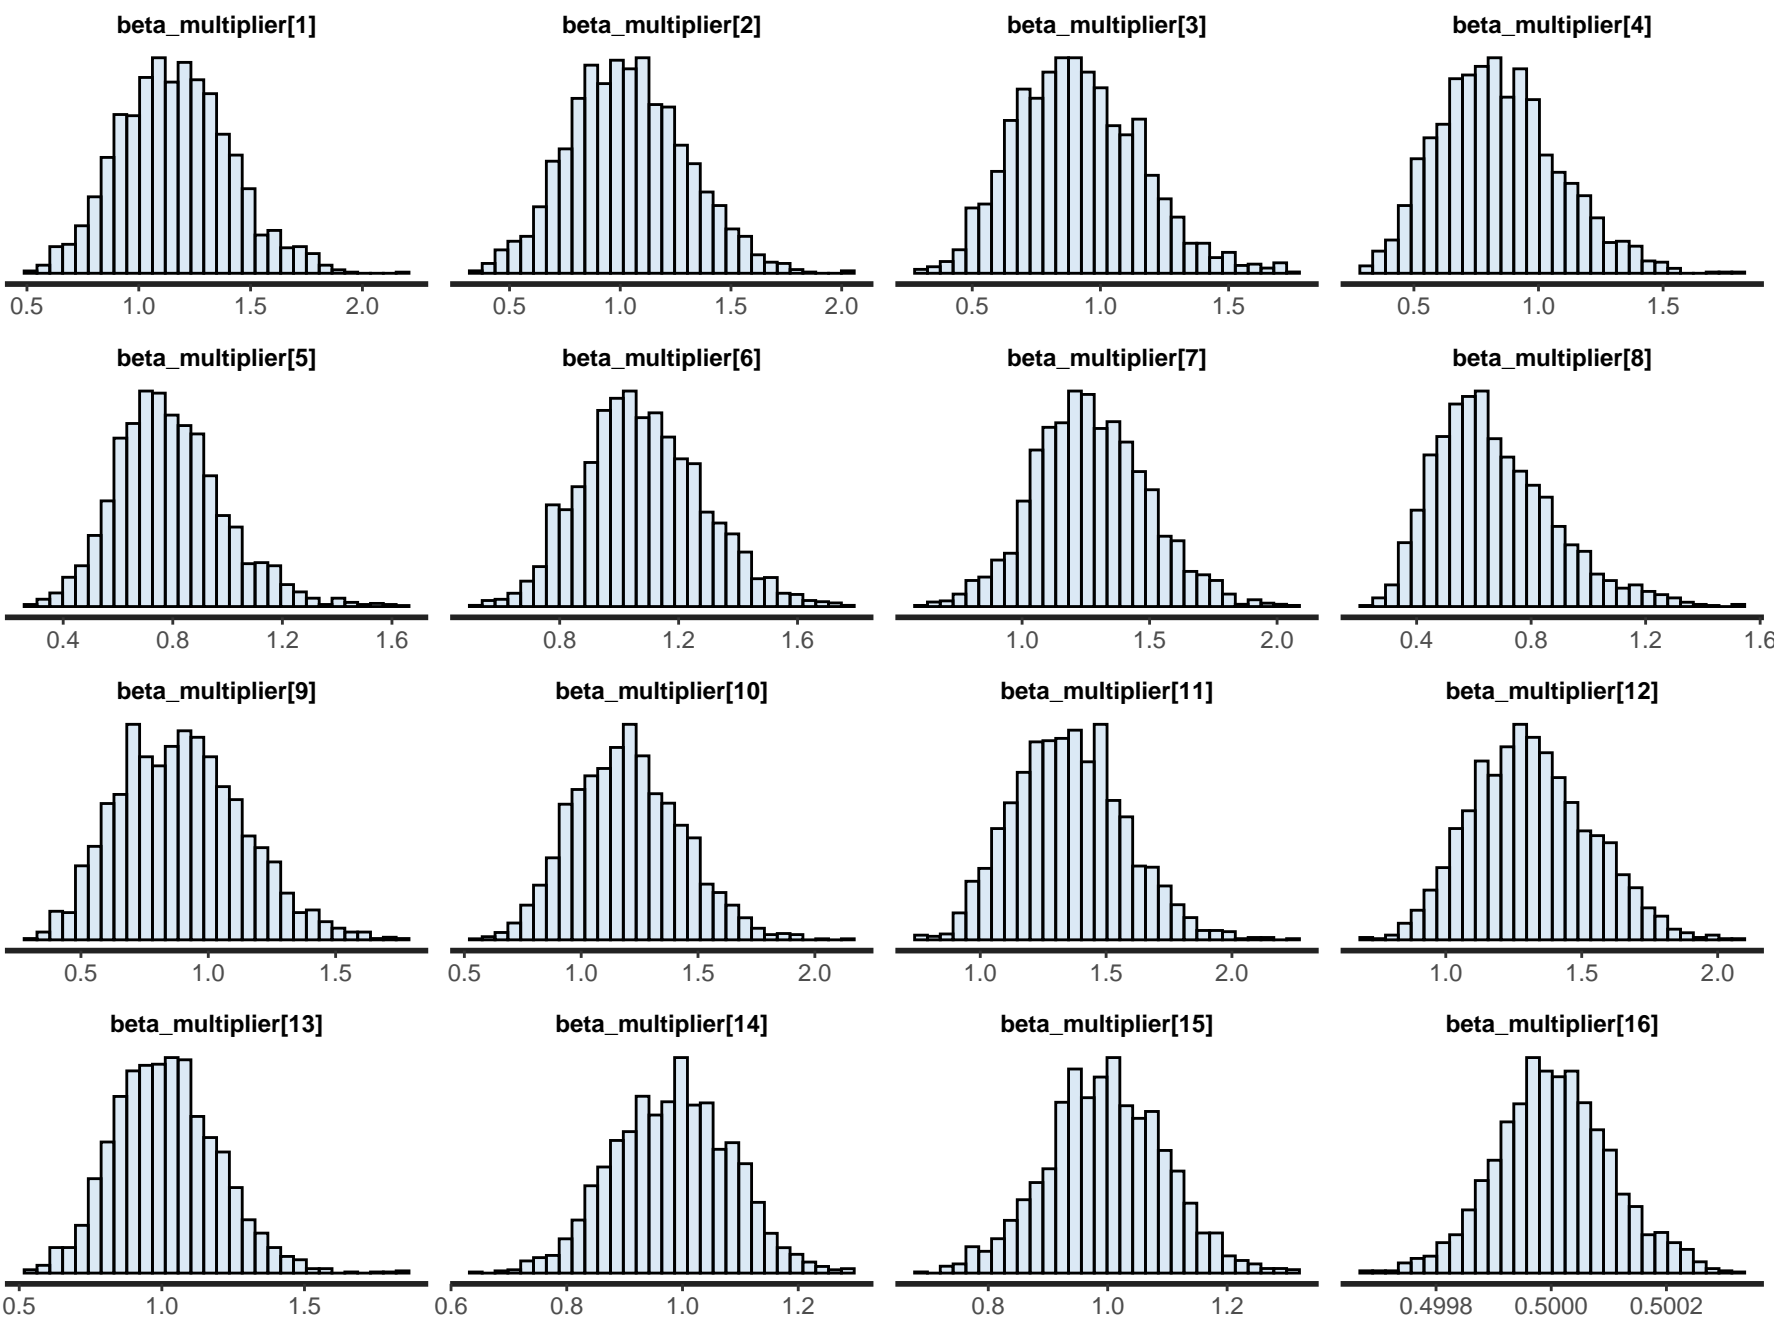 beta_multiplier[1] beta_multiplier[2] beta_multiplier[3] beta_multiplier[4]
0.5 1.0 1.5 2.0 0.5 1.0 1.5 2.0 0.5 1.0 1.5 0.5 1.0 1.5
beta_multiplier[5] beta_multiplier[6] beta_multiplier[7] beta_multiplier[8]
0.4 0.8 1.2 1.6 0.8 1.2 1.6 1.0 1.5 2.0 0.4 0.8 1.2 1.6
beta_multiplier[9] beta_multiplier[10] beta_multiplier[11] beta_multiplier[12]
0.5 1.0 1.5 0.5 1.0 1.5 2.0 1.0 1.5 2.0 1.0 1.5 2.0
beta_multiplier[13] beta_multiplier[14] beta_multiplier[15] beta_multiplier[16]
0.5 1.0 1.5 0.6 0.8 1.0 1.2 0.8 1.0 1.2 0.4998 0.5000 0.5002